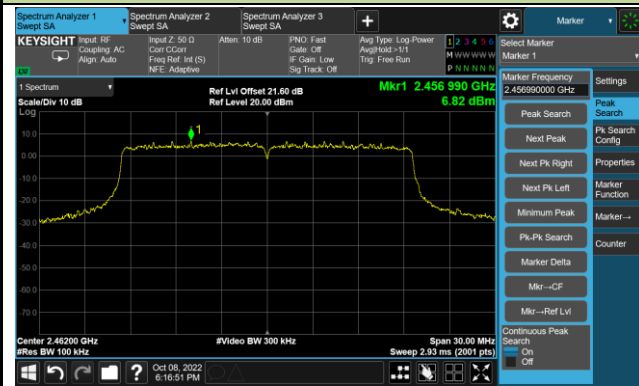 Spectrum Analyzer 1
Swept SA
Spectrum Analyzer 2
Swept SA
Spectrum Analyzer 3
Swept SA
+
Marker
KEYSIGHT
Input: RF
Coupling: AC
Align: Auto
Input Z: 50 Ω
Corr CCorr
Freq Ref: Int (S)
NFE: Adaptive
Atten: 10 dB
PNO: Fast
Gate: Off
IF Gain: Low
Sig Track: Off
Avg Type: Log-Power
Avg|Hold:>1/1
Trig: Free Run
1 2 3 4 5 6
M W W W W W
P N N N N N
Select Marker
Marker 1
LXI
1 Spectrum
Scale/Div 10 dB
Log
Ref Lvl Offset 21.60 dB
Ref Level 20.00 dBm
Mkr1 2.456 990 GHz
6.82 dBm
1
10.0
0.00
-10.0
-20.0
-30.0
-40.0
-50.0
-60.0
-70.0
Center 2.46200 GHz
#Res BW 100 kHz
#Video BW 300 kHz
Span 30.00 MHz
Sweep 2.93 ms (2001 pts)
Marker Frequency
2.456990000 GHz
Peak Search
Next Peak
Next Pk Right
Next Pk Left
Minimum Peak
Pk-Pk Search
Marker Delta
Mkr→CF
Mkr→Ref Lvl
Continuous Peak
Search
On
Off
Settings
Peak
Search
Pk Search
Config
Properties
Marker
Function
Marker→
Counter
?
Oct 08, 2022
6:16:51 PM